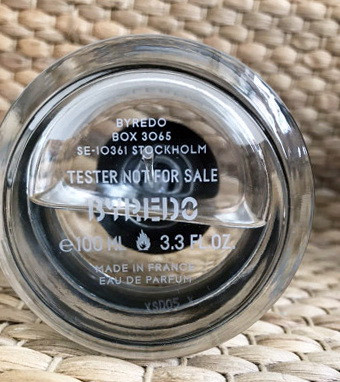 BYREDO
BOX 3065
SE-10361 STOCKHOLM
TESTER NOT FOR SALE
BYREDO
℮100 ML 3.3 FL.OZ.
MADE IN FRANCE
EAU DE PARFUM